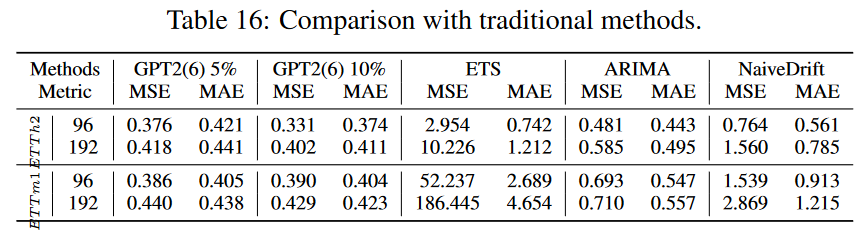 Table 16: Comparison with traditional methods.
Methods GPT2(6) 5% GPT2(6) 10% ETS ARIMA NaiveDrift
Metric MSE MAE MSE MAE MSE MAE MSE MAE MSE MAE
ETTh2
96 0.376 0.421 0.331 0.374 2.954 0.742 0.481 0.443 0.764 0.561
192 0.418 0.441 0.402 0.411 10.226 1.212 0.585 0.495 1.560 0.785
ETTm1
96 0.386 0.405 0.390 0.404 52.237 2.689 0.693 0.547 1.539 0.913
192 0.440 0.438 0.429 0.423 186.445 4.654 0.710 0.557 2.869 1.215